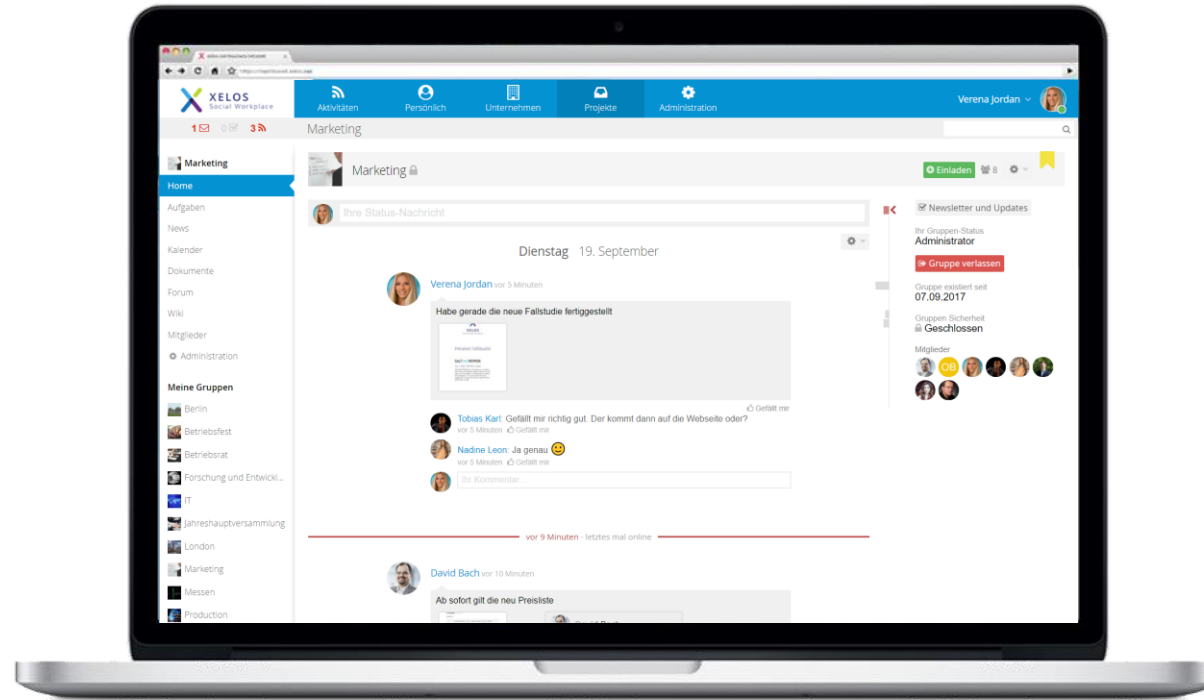 XELOS
Social Workplace
Aktivitäten
Persönlich
Unternehmen
Projekte
Administration
Verena Jordan
1
0
3
Marketing
Marketing
Home
Aufgaben
News
Kalender
Dokumente
Forum
Wiki
Mitglieder
Administration
Meine Gruppen
Berlin
Betriebsfest
Betriebsrat
Forschung und Entwickl...
IT
Jahreshauptversammlung
London
Marketing
Messen
Production
Marketing
Einladen
8
Ihre Status-Nachricht
Dienstag 19. September
Verena Jordan vor 5 Minuten
Habe gerade die neue Fallstudie fertiggestellt
XELOS
Gefällt mir
Tobias Karl: Gefällt mir richtig gut. Der kommt dann auf die Webseite oder?
vor 5 Minuten Gefällt mir
Nadine Leon: Ja genau
vor 5 Minuten Gefällt mir
Ihr Kommentar...
vor 9 Minuten - letztes mal online
David Bach vor 10 Minuten
Ab sofort gilt die neu Preisliste
David Bach
Newsletter und Updates
Ihr Gruppen-Status
Administrator
Gruppe verlassen
Gruppe existiert seit
07.09.2017
Gruppen Sicherheit
Geschlossen
Mitglieder
OB